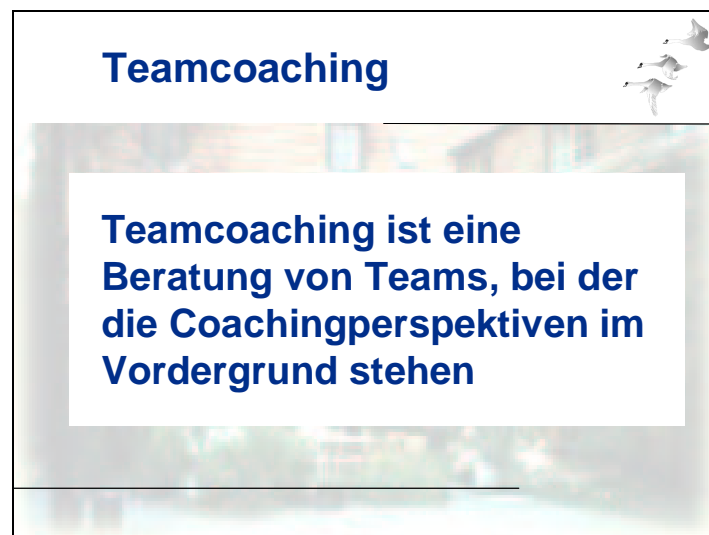 Teamcoaching
Teamcoaching ist eine
Beratung von Teams, bei der
die Coachingperspektiven im
Vordergrund stehen